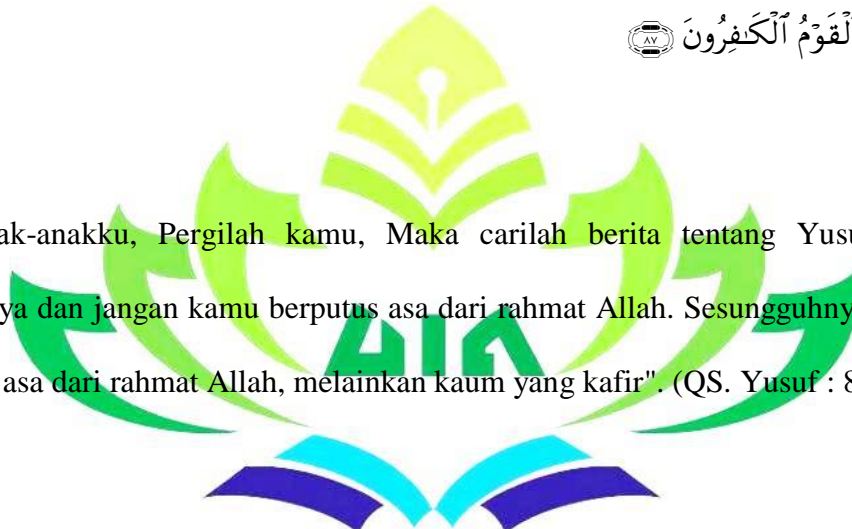 ٱلْقَوْمُ ٱلْكَـٰفِرُونَ ٨٧
ak-anakku, Pergilah kamu, Maka carilah berita tentang Yusu
ya dan jangan kamu berputus asa dari rahmat Allah. Sesungguhny
asa dari rahmat Allah, melainkan kaum yang kafir". (QS. Yusuf : 8